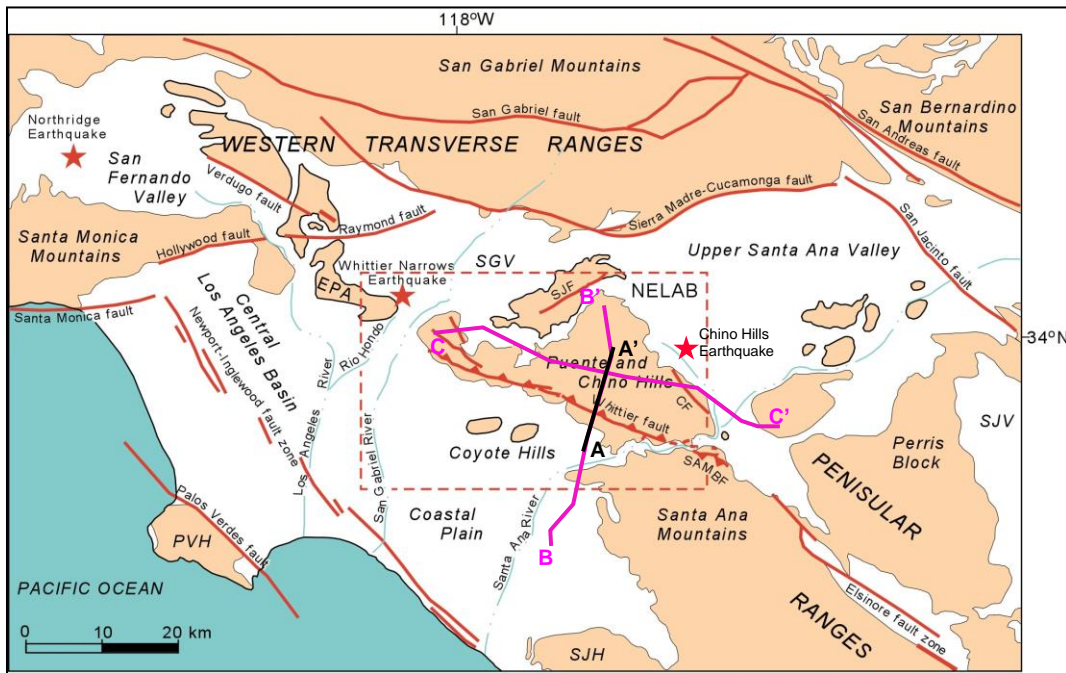 118ºW
San Gabriel Mountains
San Bernardino
Mountains
Northridge
Earthquake
San Gabriel fault
San Andreas fault
WESTERN TRANSVERSE RANGES
San
Fernando
Valley
Verdugo fault
Raymond fault
Sierra Madre-Cucamonga fault
San Jacinto fault
Santa Monica
Mountains
Hollywood fault
Whittier Narrows
Earthquake
SGV
Upper Santa Ana Valley
EPA
SJF
NELAB
B'
Santa Monica fault
Newport-Inglewood fault zone
Central
Los Angeles Basin
Rio Hondo
C
A'
Chino Hills
Earthquake
34ºN
Puente and
Chino Hills
Whittier fault
CF
C'
SJV
Los Angeles River
San Gabriel River
Coyote Hills
A
SAMBF
Perris
Block
PENISULAR
RANGES
Palos Verdes fault
PVH
Coastal
Plain
Santa Ana River
B
Santa Ana
Mountains
Elsinore fault zone
PACIFIC OCEAN
0 10 20 km
SJH